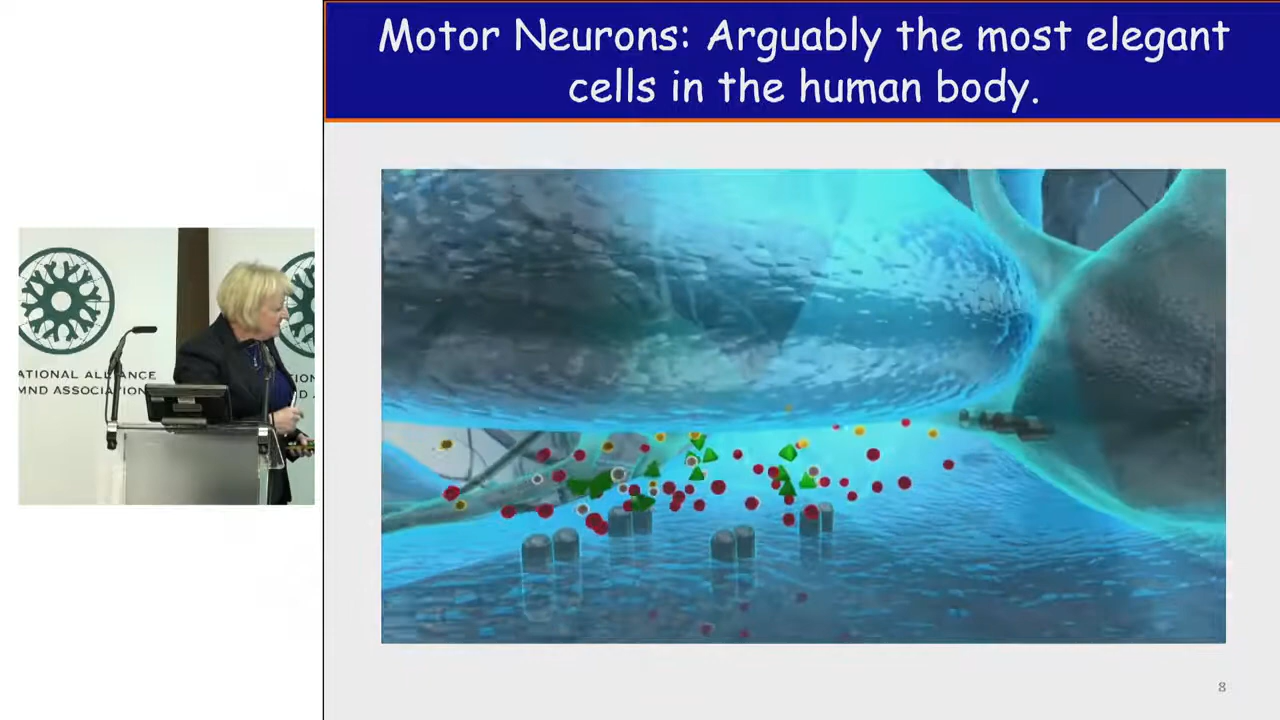 Motor Neurons: Arguably the most elegant
cells in the human body.
ATIONAL ALLIANCE
MND ASSOCIATION
8